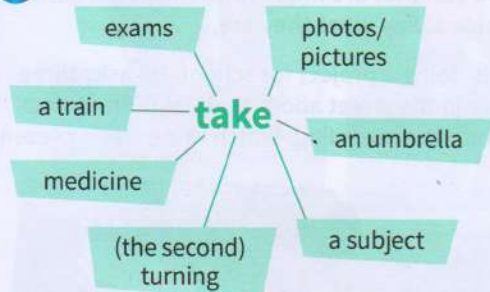 exams
photos/
pictures
a train
take
an umbrella
medicine
(the second)
turning
a subject